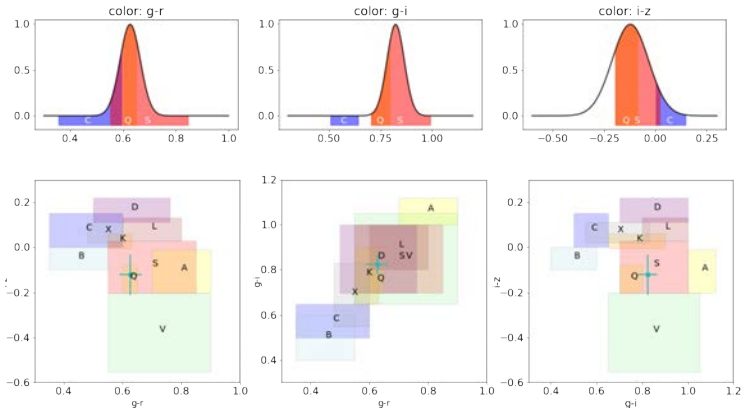 color: g-r
color: g-i
color: i-z
1.0
0.5
0.0
C
Q
S
0.4
0.6
0.8
1.0
1.0
0.5
0.0
C
Q
S
0.50
0.75
1.00
1.0
0.5
0.0
Q
S
C
−0.50
−0.25
0.00
0.25
0.2
0.0
−0.2
−0.4
−0.6
D
C
X
L
K
B
S
Q
A
V
0.4
0.6
0.8
1.0
g-r
1.2
1.0
0.8
0.6
0.4
g-i
A
L
D
S
V
K
Q
X
C
B
0.4
0.6
0.8
1.0
g-r
0.2
0.0
−0.2
−0.4
−0.6
i-z
D
C
X
L
K
B
S
Q
A
V
0.4
0.6
0.8
1.0
1.2
g-i